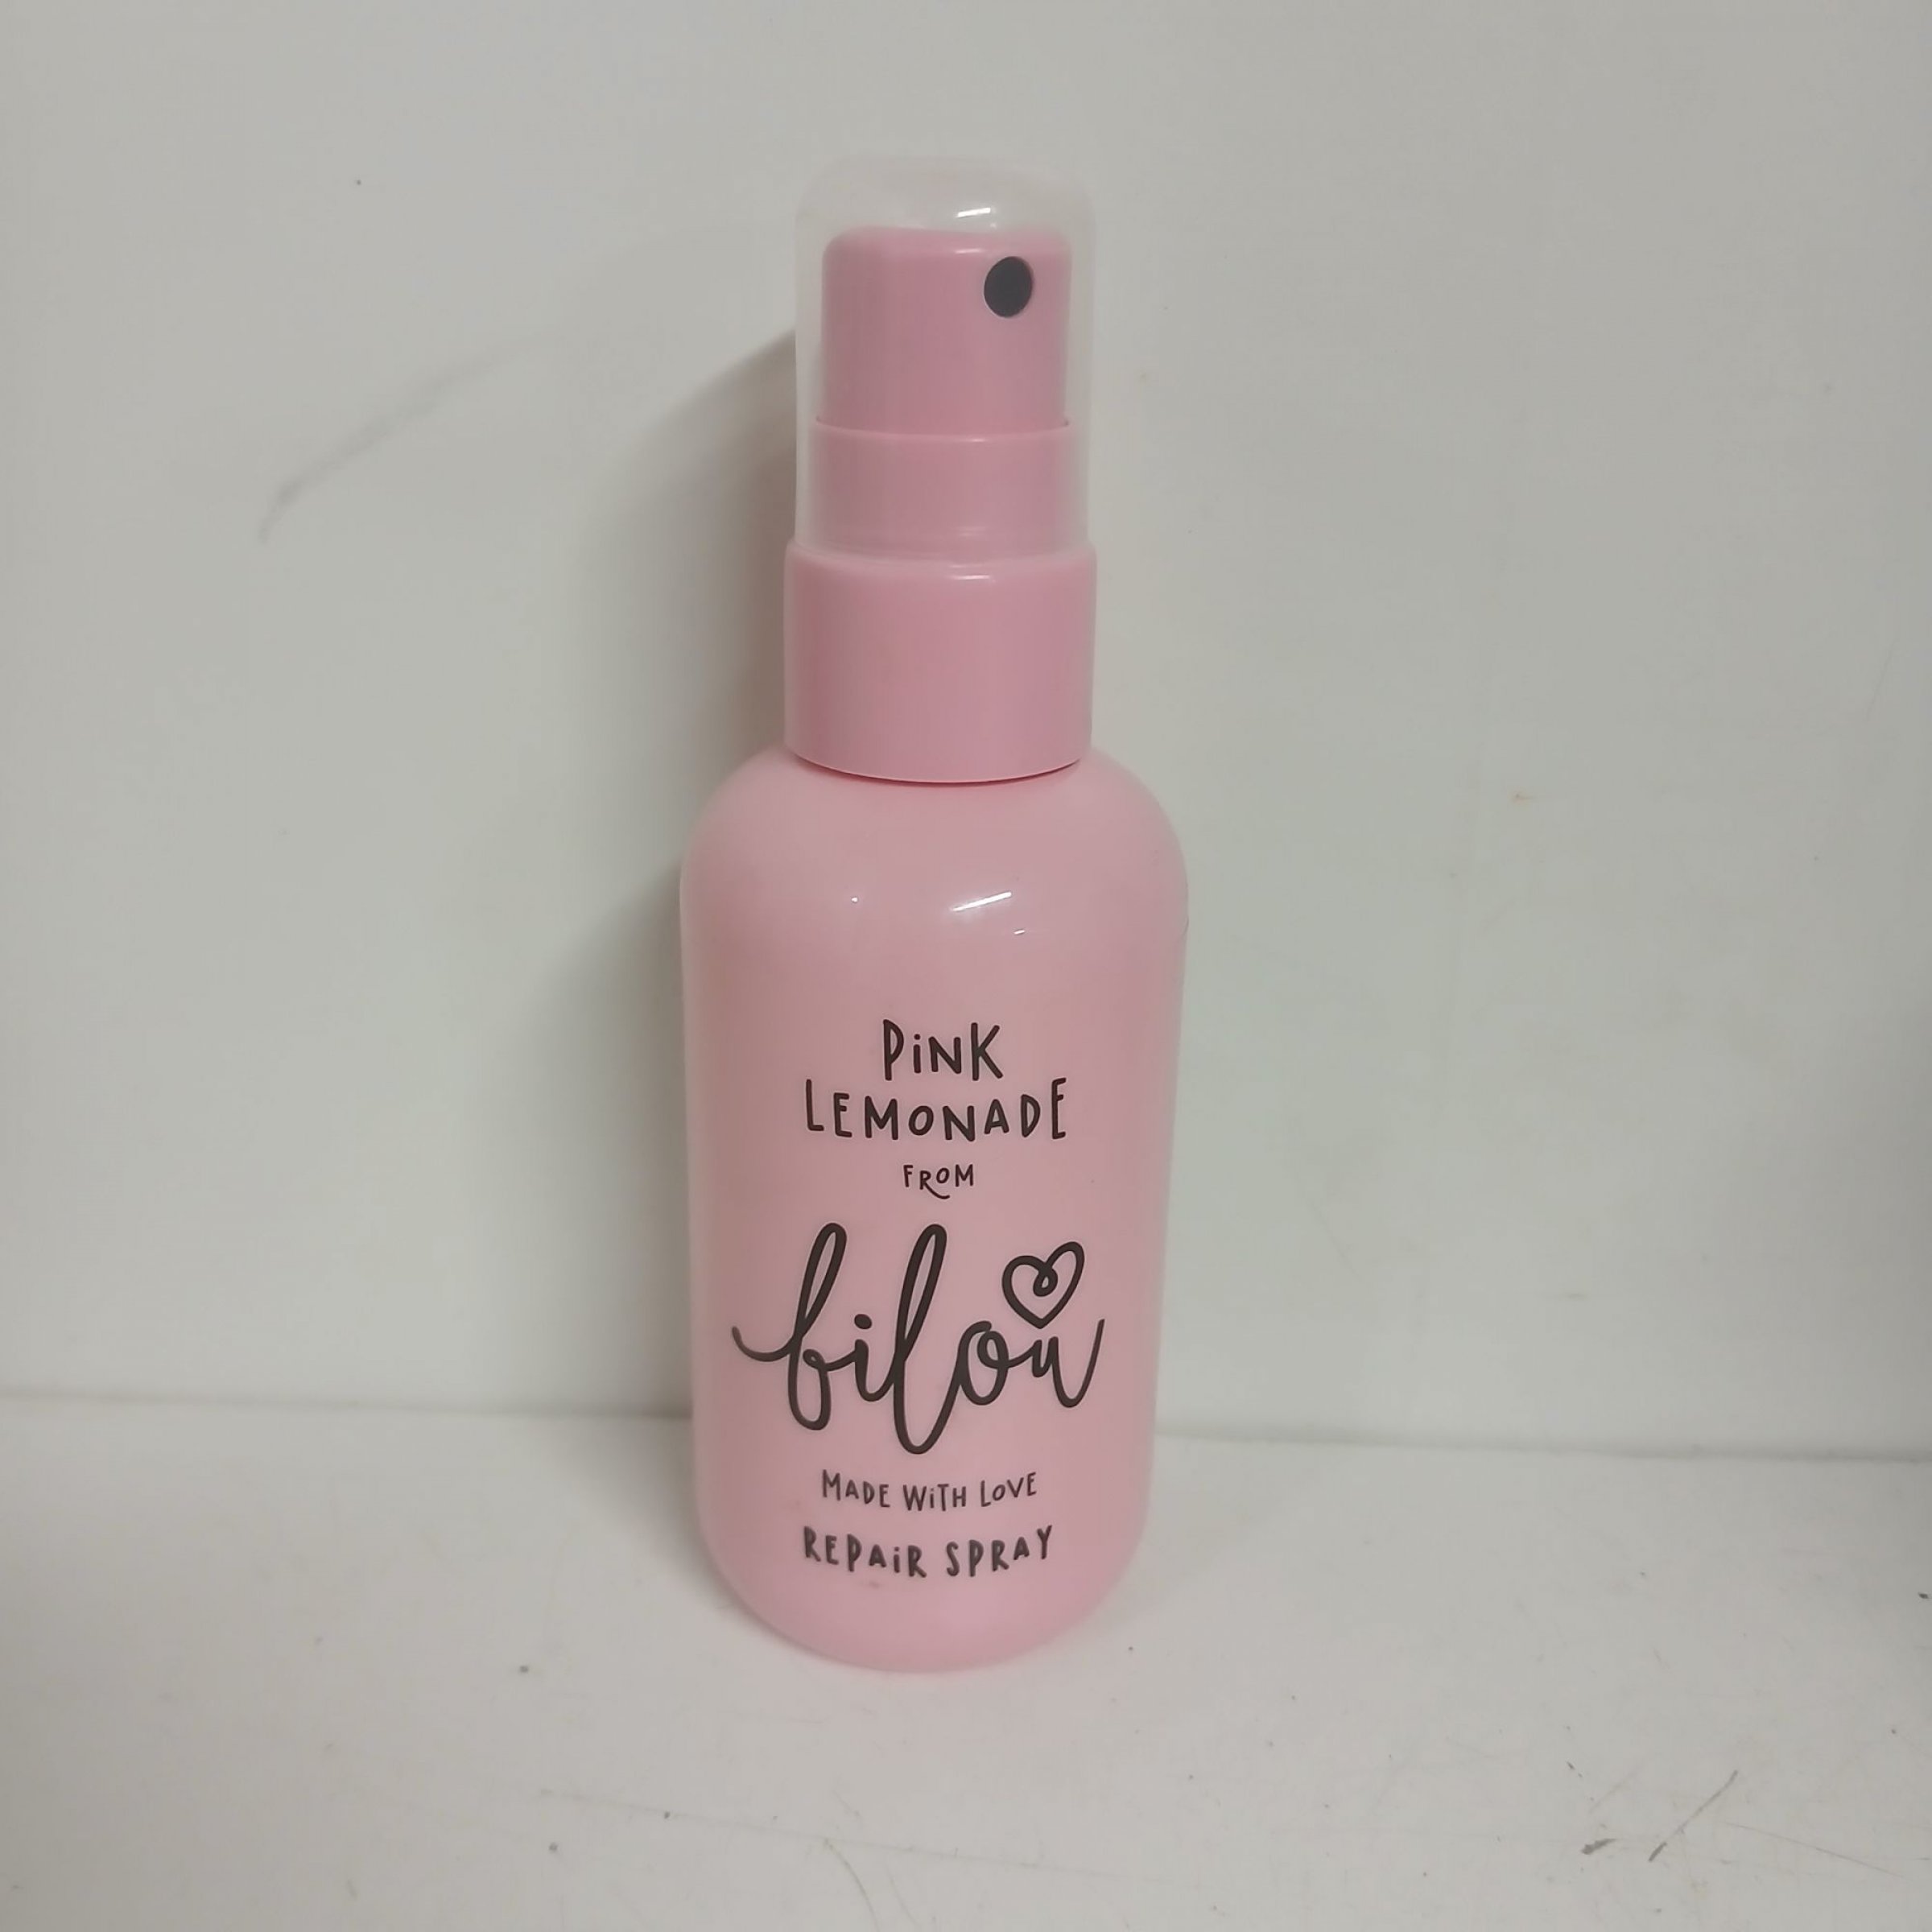 PiNK
LEMONADE
FROM
bilou
MADE WiTH LOVE
REPAiR SPRAY